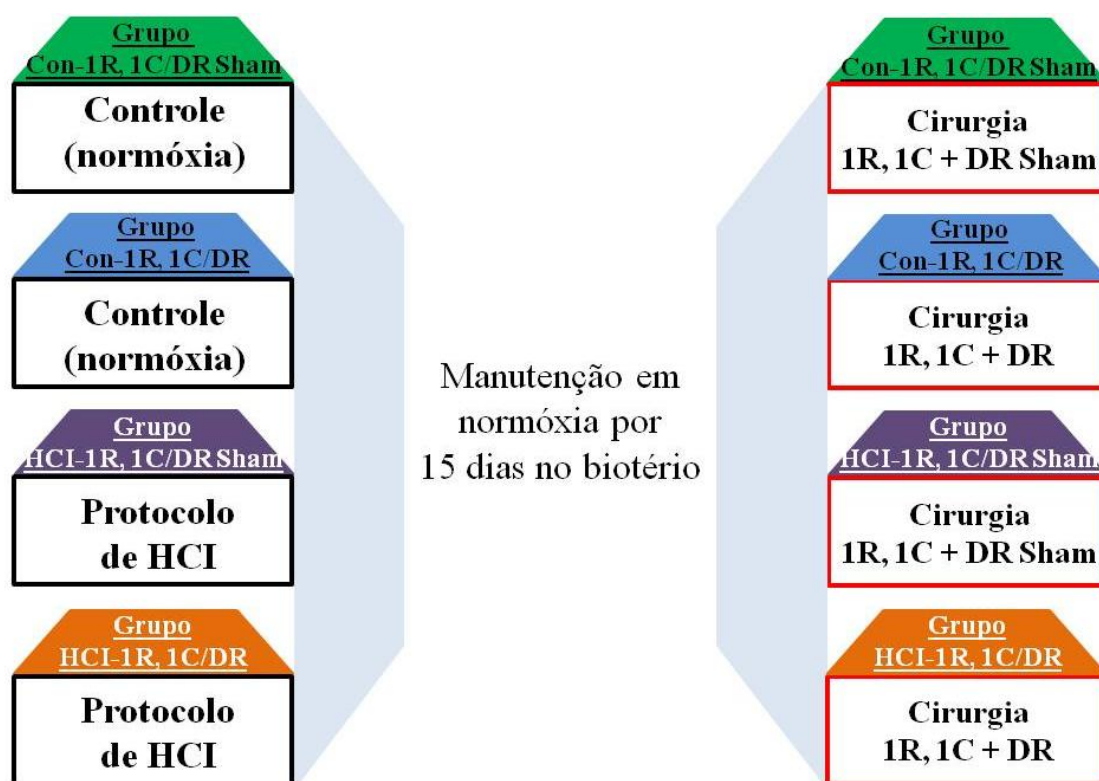 Grupo
Con-1R, 1C/DR Sham
Controle
(normóxia)
Grupo
Con-1R, 1C/DR
Controle
(normóxia)
Grupo
HCI-1R, 1C/DR Sham
Protocolo
de HCI
Grupo
HCI-1R, 1C/DR
Protocolo
de HCI
Manutenção em
normóxia por
15 dias no biotério
Grupo
Con-1R, 1C/DR Sham
Cirurgia
1R, 1C + DR Sham
Grupo
Con-1R, 1C/DR
Cirurgia
1R, 1C + DR
Grupo
HCI-1R, 1C/DR Sham
Cirurgia
1R, 1C + DR Sham
Grupo
HCI-1R, 1C/DR
Cirurgia
1R, 1C + DR